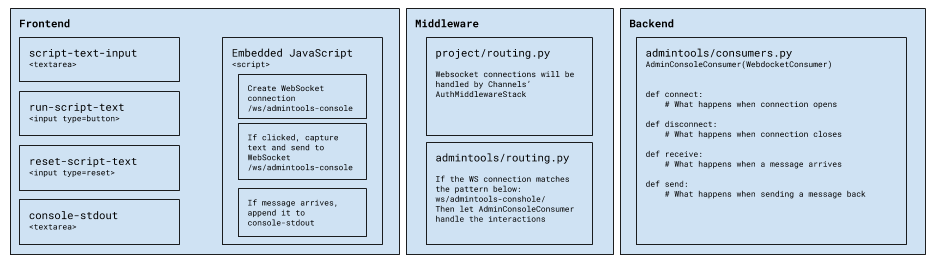 Frontend
script-text-input
<textarea>
run-script-text
<input type=button>
reset-script-text
<input type=reset>
console-stdout
<textarea>
Embedded JavaScript
<script>
Create WebSocket
connection
/ws/admintools-console
If clicked, capture
text and send to
WebSocket
/ws/admintools-console
If message arrives,
append it to
console-stdout
Middleware
project/routing.py
Websocket connections will be
handled by Channels'
AuthMiddlewareStack
admintools/routing.py
If the WS connection matches
the pattern below:
ws/admintools-conshole/
Then let AdminConsoleConsumer
handle the interactions
Backend
admintools/consumers.py
AdminConsoleConsumer(WebdocketConsumer)
def connect:
# What happens when connection opens
def disconnect:
# What happens when connection closes
def receive:
# What happens when a message arrives
def send:
# What happens when sending a message back